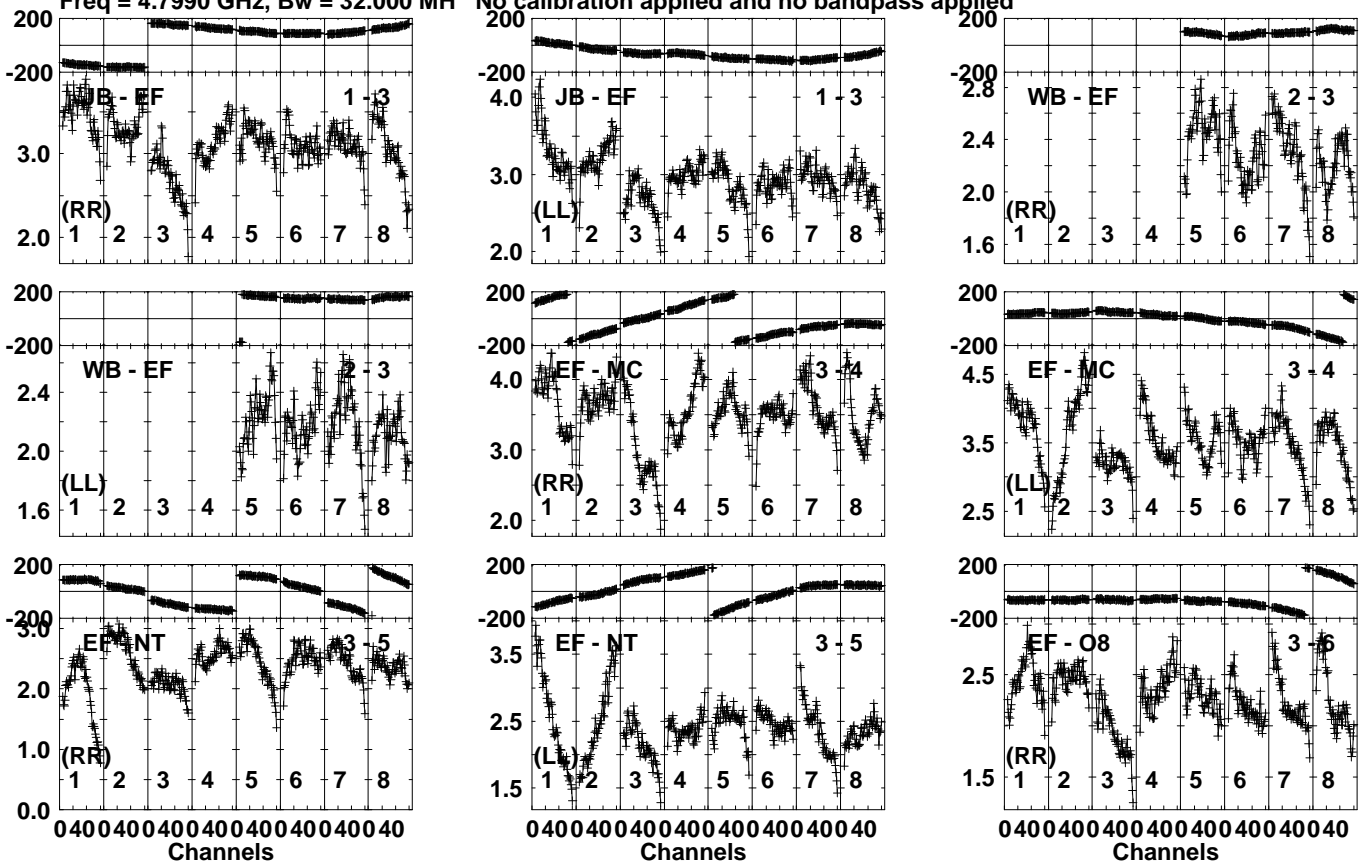 Freq = 4.7990 GHz, Bw = 32.000 MH No calibration applied and no bandpass applied
200 200 200
-200 -200 -200
JB - EF 1 - 3 JB - EF 1 - 3 WB - EF 2 - 3
4.0 2.8
3.0 3.0 2.4
2.0
(RR) (LL) (RR)
2.0 2.0 1.6
1 2 3 4 5 6 7 8 1 2 3 4 5 6 7 8 1 2 3 4 5 6 7 8
200 200 200
-200 -200 -200
WB - EF 2 - 3 EF - MC 3 - 4 EF - MC 3 - 4
2.4 4.0 4.5
2.0 3.0 3.5
(LL) (RR) (LL)
1.6 2.0 2.5
1 2 3 4 5 6 7 8 1 2 3 4 5 6 7 8 1 2 3 4 5 6 7 8
200 200 200
-200 -200 -200
3.0 EF - NT 3 - 5 EF - NT 3 - 5 EF - O8 3 - 6
3.5
2.0 2.5 2.5
1.0 1.5 1.5
(RR) (LL) (RR)
1 2 3 4 5 6 7 8 1 2 3 4 5 6 7 8 1 2 3 4 5 6 7 8
0.0
0 40 0 40 0 40 0 40 0 40 0 40 0 40 0 40 0 40 0 40 0 40 0 40 0 40 0 40 0 40 0 40 0 40 0 40 0 40 0 40 0 40 0 40 0 40 0 40
Channels Channels Channels